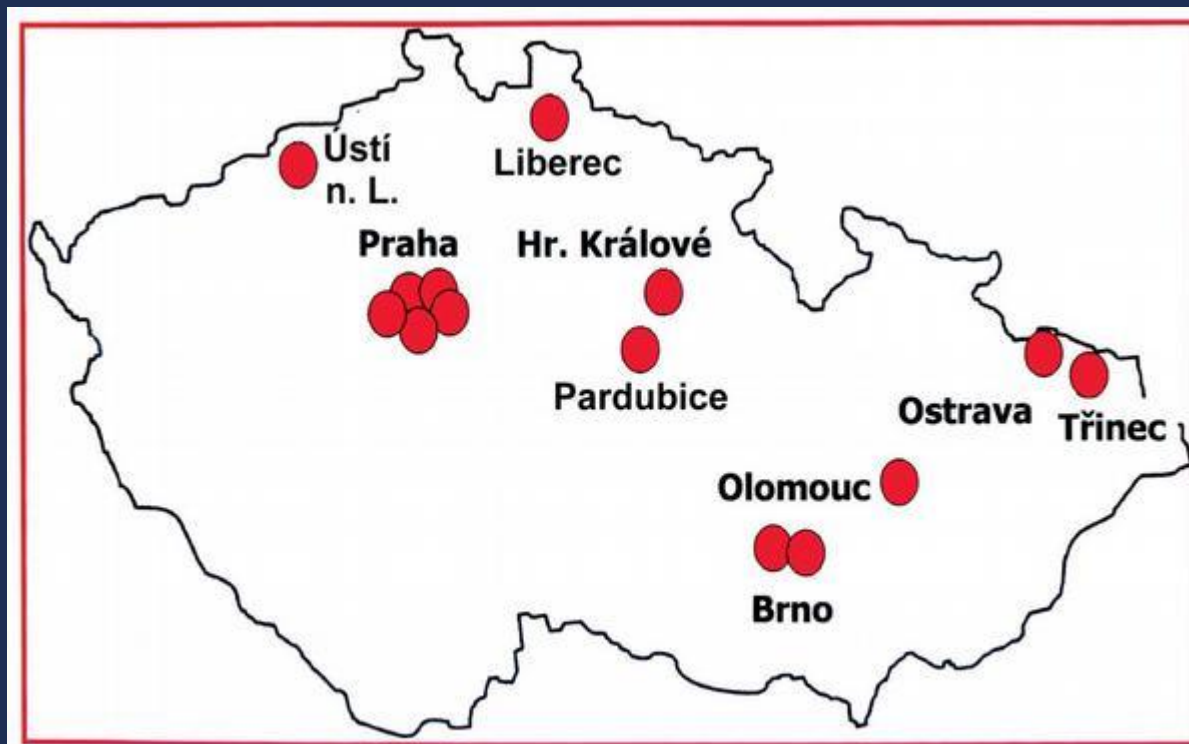 Ústí
n. L.
Liberec
Praha
Hr. Králové
Pardubice
Ostrava
Třinec
Olomouc
Brno